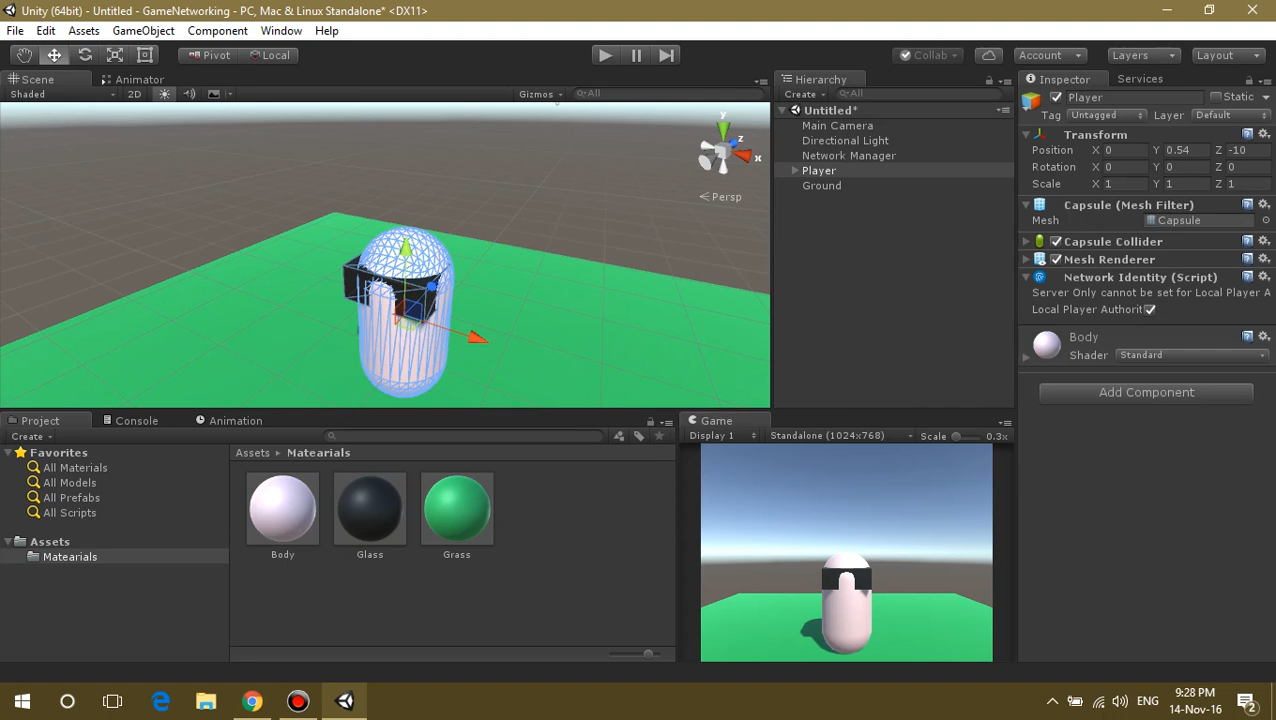 Unity (64bit) - Untitled - GameNetworking - PC, Mac & Linux Standalone* <DX11>
File Edit Assets GameObject Component Window Help
Pivot Local Collab Account Layers Layout
Scene Animator
Shaded 2D Gizmos All
y
z
x
Persp
Hierarchy
Create All
Untitled*
Main Camera
Directional Light
Network Manager
Player
Ground
Inspector Services
Player Static
Tag Untagged Layer Default
Transform
Position X 0 Y 0.54 Z -10
Rotation X 0 Y 0 Z 0
Scale X 1 Y 1 Z 1
Capsule (Mesh Filter)
Mesh Capsule
Capsule Collider
Mesh Renderer
Network Identity (Script)
Server Only cannot be set for Local Player A
Local Player Authorit
Body
Shader Standard
Add Component
Project Console Animation
Create
Favorites
All Materials
All Models
All Prefabs
All Scripts
Assets
Matearials
Assets Matearials
Body Glass Grass
Game
Display 1 Standalone (1024x768) Scale 0.3x
ENG
9:28 PM
14-Nov-16
2